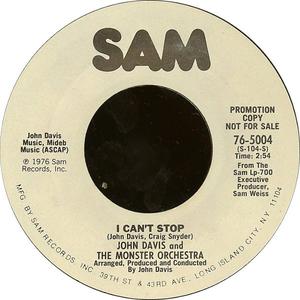 SAM
John Davis
Music, Mideb
Music (ASCAP)
℗ 1976 Sam
Records, Inc.
PROMOTION
COPY
NOT FOR SALE
76-5004
(S-104-S)
Time: 2:54
From The
Sam Lp-700
Executive
Producer,
Sam Weiss
I CAN'T STOP
(John Davis, Craig Snyder)
JOHN DAVIS and
THE MONSTER ORCHESTRA
Arranged, Produced and Conducted
By John Davis
MFG. BY SAM RECORDS INC. 39TH ST & 43RD AVE., LONG ISLAND CITY, N.Y. 11104